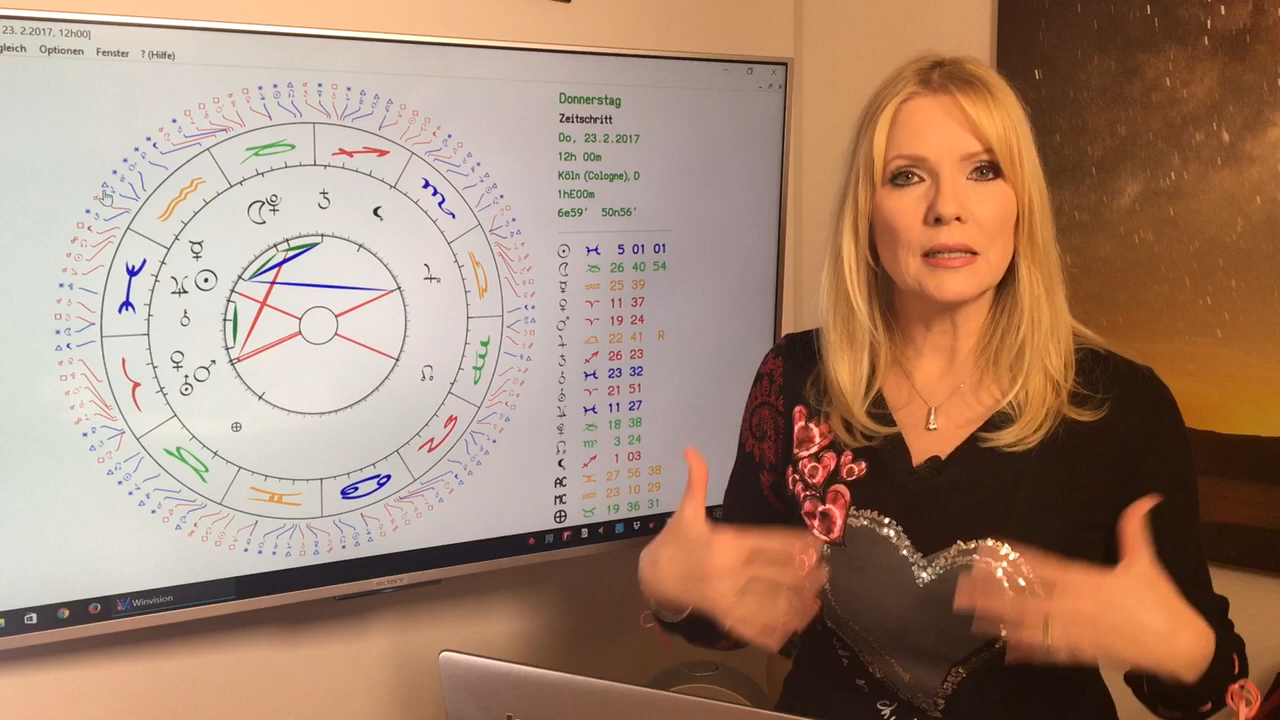 23. 2.2017, 12h00]
gleich Optionen Fenster ? (Hilfe)
Donnerstag
Zeitschritt
Do, 23.2.2017
12h 00m
Köln (Cologne), D
1hE00m
6e59' 50n56'
5 01 01
26 40 54
25 39
11 37
19 24
22 41 R
26 23
23 32
21 51
11 27
18 38
3 24
1 03
AC 27 56 38
MC 23 10 29
19 36 31
Winvision
SONY